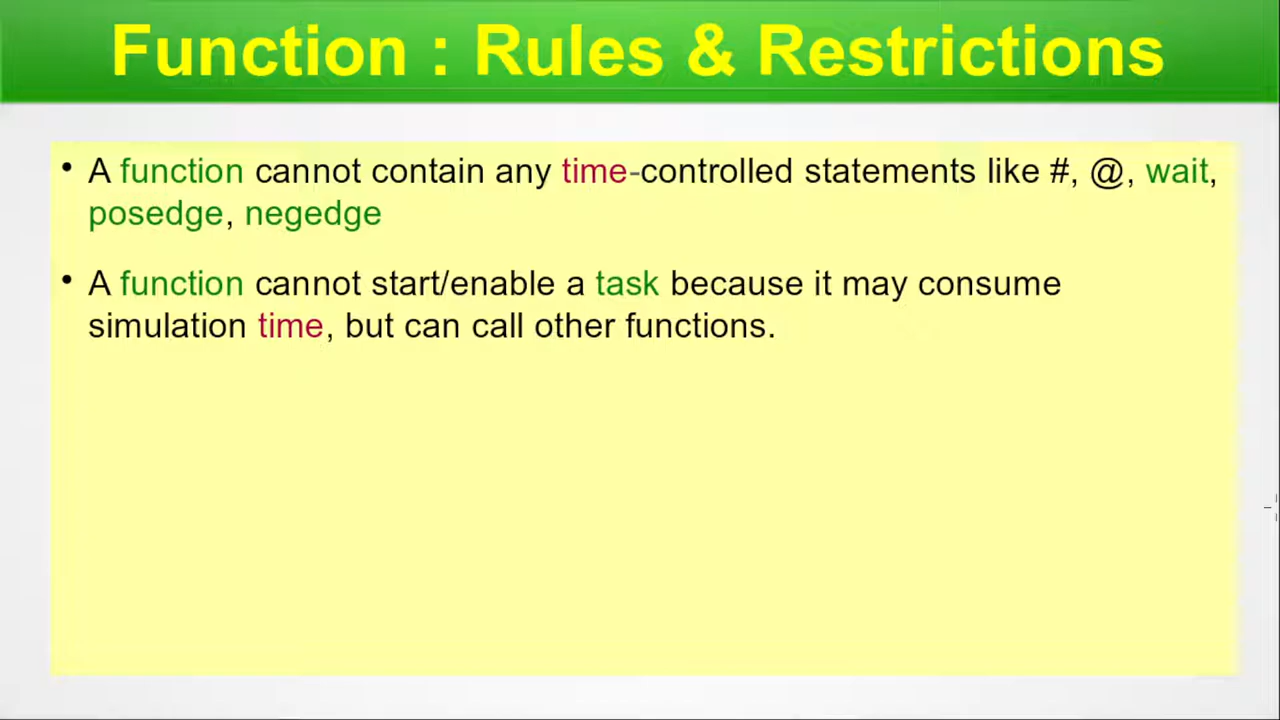 Function : Rules & Restrictions
• A function cannot contain any time-controlled statements like #, @, wait,
posedge, negedge
• A function cannot start/enable a task because it may consume
simulation time, but can call other functions.